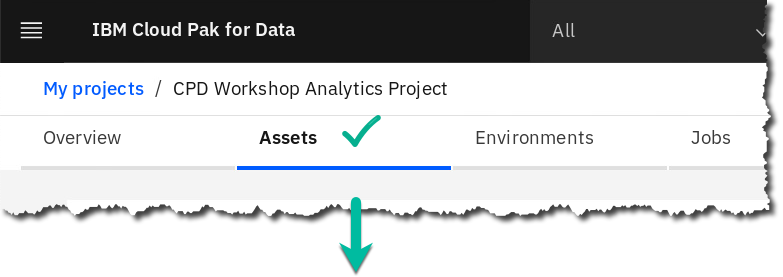 IBM Cloud Pak for Data All
My projects / CPD Workshop Analytics Project
Overview Assets Environments Jobs